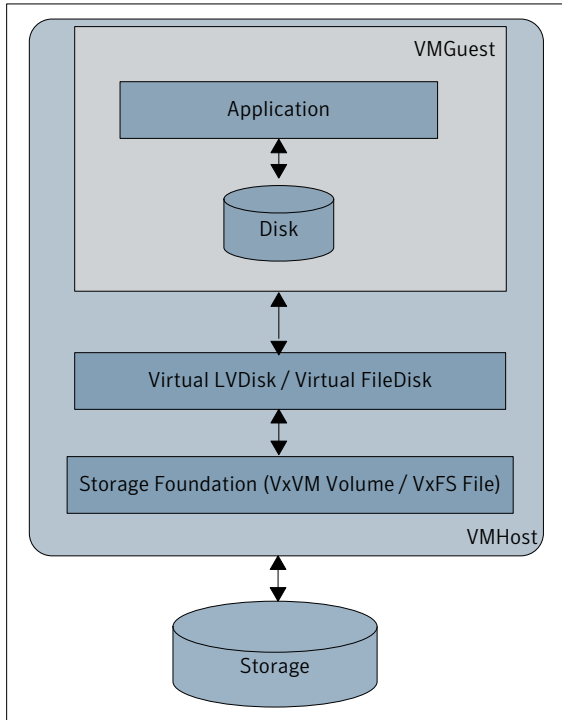 VMGuest
Application
Disk
Virtual LVDisk / Virtual FileDisk
Storage Foundation (VxVM Volume / VxFS File)
VMHost
Storage